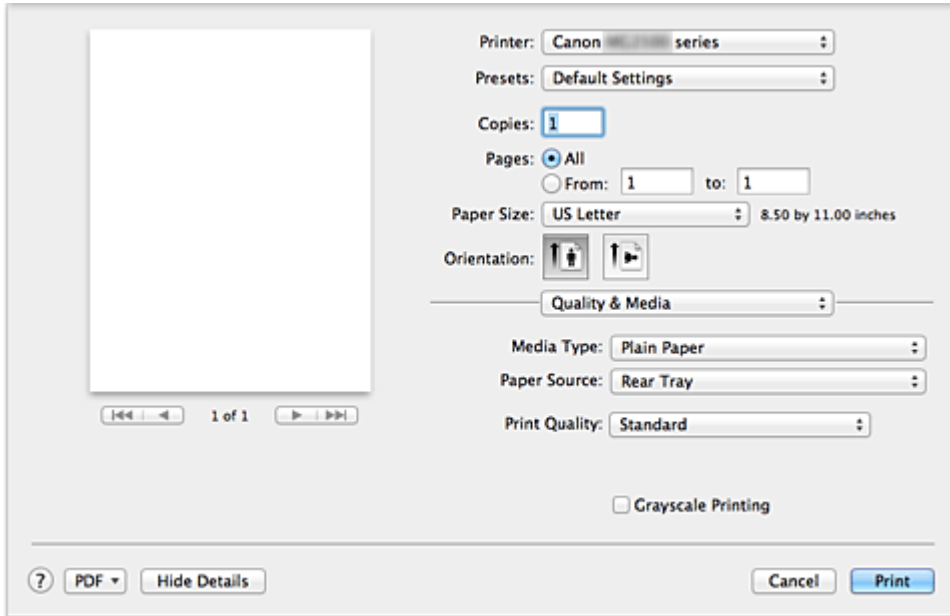 Printer: Canon series
Presets: Default Settings
Copies: 1
Pages: All
From: 1 to: 1
Paper Size: US Letter 8.50 by 11.00 inches
Orientation:
Quality & Media
Media Type: Plain Paper
Paper Source: Rear Tray
1 of 1
Print Quality: Standard
Grayscale Printing
? PDF Hide Details Cancel Print